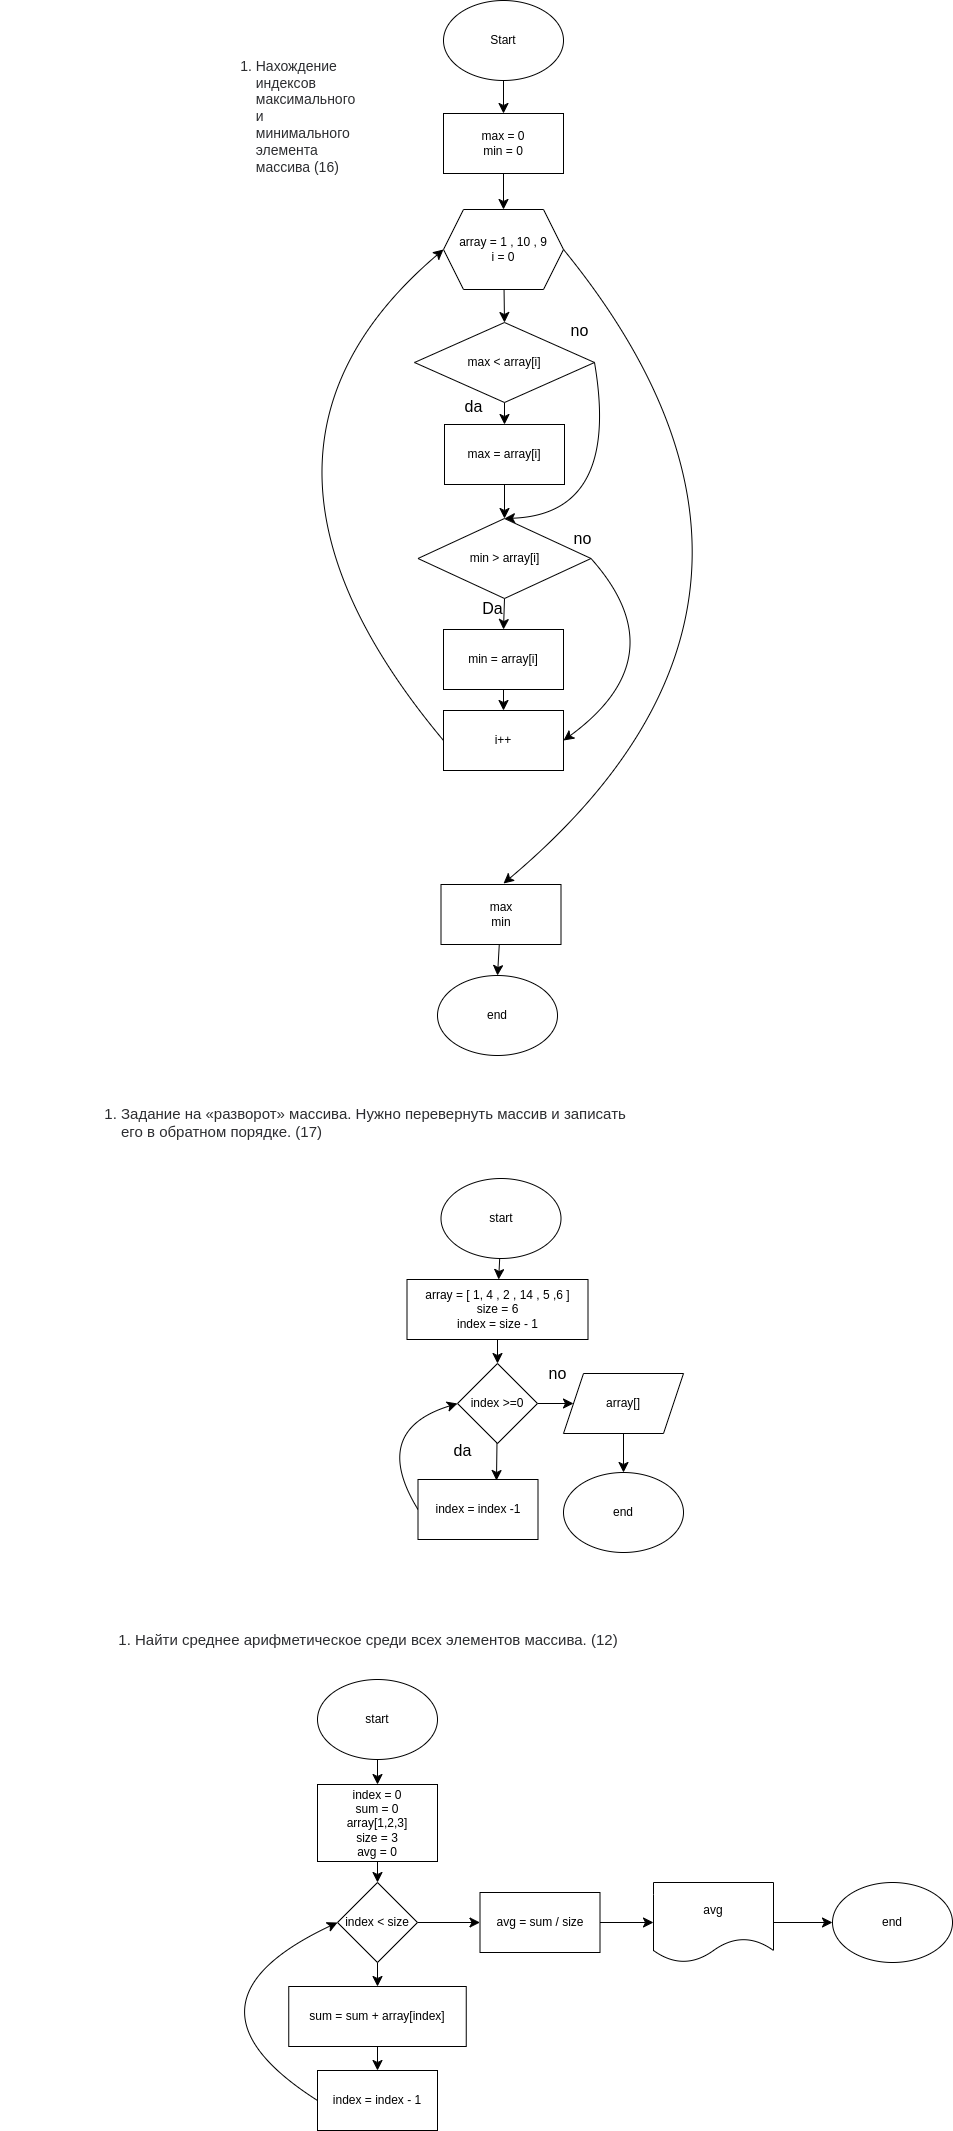 Start
1. Нахождение
индексов
максимального
и
минимального
элемента
массива (16)
max = 0
min = 0
array = 1 , 10 , 9
i = 0
no
max < array[i]
da
max = array[i]
no
min > array[i]
Da
min = array[i]
i++
max
min
end
1. Задание на «разворот» массива. Нужно перевернуть массив и записать
его в обратном порядке. (17)
start
array = [ 1, 4 , 2 , 14 , 5 ,6 ]
size = 6
index = size - 1
no
index >=0
array[]
da
index = index -1
end
1. Найти среднее арифметическое среди всех элементов массива. (12)
start
index = 0
sum = 0
array[1,2,3]
size = 3
avg = 0
index < size
avg = sum / size
avg
end
sum = sum + array[index]
index = index - 1